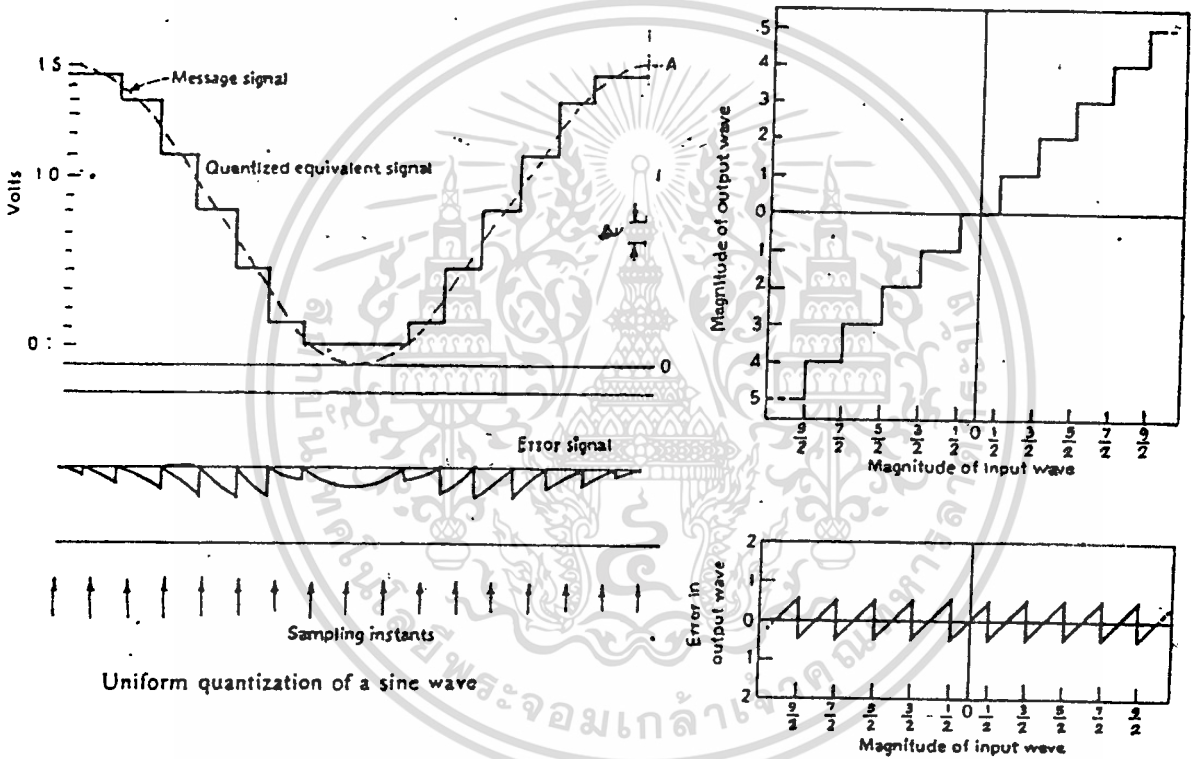 Volts
15
10
0
Message signal
Quantized equivalent signal
A
0
Error signal
Sampling instants
Uniform quantization of a sine wave
Magnitude of output wave
5
4
3
2
1
0
1
2
3
4
5
9/2 7/2 5/2 3/2 1/2 0 1/2 3/2 5/2 7/2 9/2
Magnitude of input wave
Error in
output wave
2
1
0
1
2
9/2 7/2 5/2 3/2 1/2 0 1/2 3/2 5/2 7/2 9/2
Magnitude of input wave